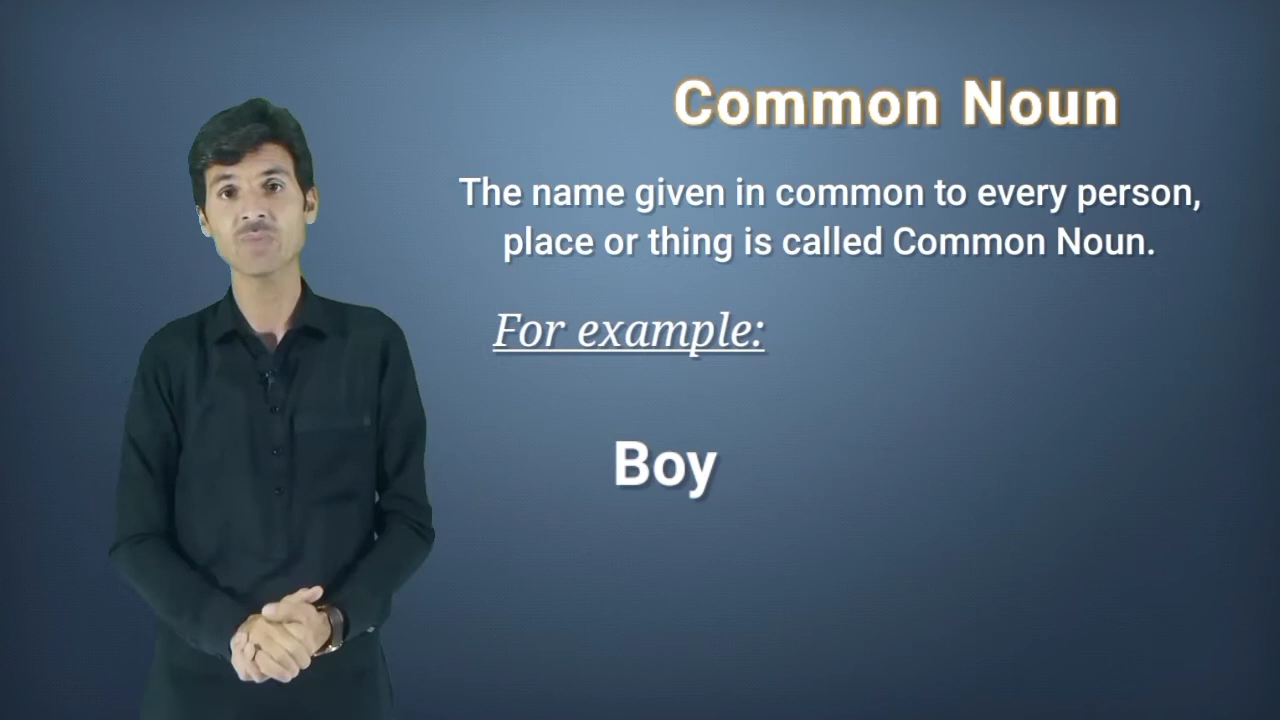 Common Noun
The name given in common to every person,
place or thing is called Common Noun.
For example:
Boy